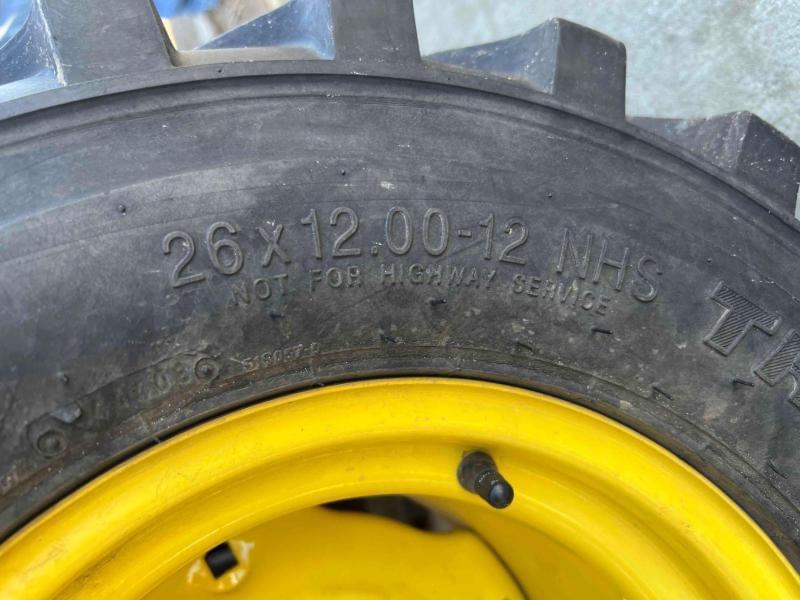 26 x 12.00-12 NHS
NOT FOR HIGHWAY SERVICE